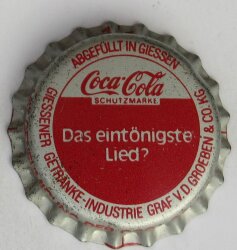 ABGEFÜLLT IN GIESSEN
Coca-Cola
SCHUTZMARKE
Das eintönigste
Lied?
GIESSENER GETRÄNKE-INDUSTRIE GRAF V.D. GROEBEN & CO KG